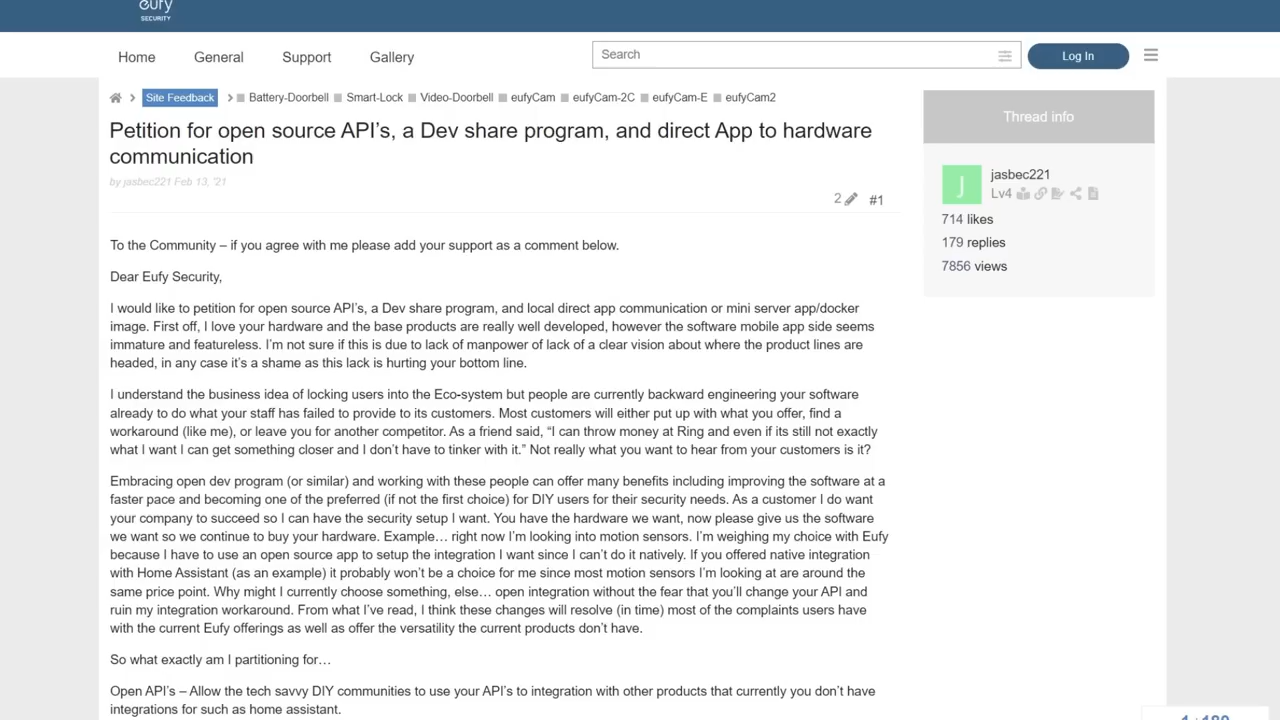 eufy
SECURITY
Home General Support Gallery
Search
Log In
Site Feedback Battery-Doorbell Smart-Lock Video-Doorbell eufyCam eufyCam-2C eufyCam-E eufyCam2
Petition for open source API's, a Dev share program, and direct App to hardware
communication
by jasbec221 Feb 13, '21
2 #1
Thread info
J
jasbec221
Lv4
714 likes
179 replies
7856 views
To the Community – if you agree with me please add your support as a comment below.
Dear Eufy Security,
I would like to petition for open source API's, a Dev share program, and local direct app communication or mini server app/docker
image. First off, I love your hardware and the base products are really well developed, however the software mobile app side seems
immature and featureless. I'm not sure if this is due to lack of manpower of lack of a clear vision about where the product lines are
headed, in any case it's a shame as this lack is hurting your bottom line.
I understand the business idea of locking users into the Eco-system but people are currently backward engineering your software
already to do what your staff has failed to provide to its customers. Most customers will either put up with what you offer, find a
workaround (like me), or leave you for another competitor. As a friend said, “I can throw money at Ring and even if its still not exactly
what I want I can get something closer and I don't have to tinker with it.” Not really what you want to hear from your customers is it?
Embracing open dev program (or similar) and working with these people can offer many benefits including improving the software at a
faster pace and becoming one of the preferred (if not the first choice) for DIY users for their security needs. As a customer I do want
your company to succeed so I can have the security setup I want. You have the hardware we want, now please give us the software
we want so we continue to buy your hardware. Example… right now I'm looking into motion sensors. I'm weighing my choice with Eufy
because I have to use an open source app to setup the integration I want since I can't do it natively. If you offered native integration
with Home Assistant (as an example) it probably won't be a choice for me since most motion sensors I'm looking at are around the
same price point. Why might I currently choose something, else… open integration without the fear that you'll change your API and
ruin my integration workaround. From what I've read, I think these changes will resolve (in time) most of the complaints users have
with the current Eufy offerings as well as offer the versatility the current products don't have.
So what exactly am I partitioning for…
Open API's – Allow the tech savvy DIY communities to use your API's to integration with other products that currently you don't have
integrations for such as home assistant.